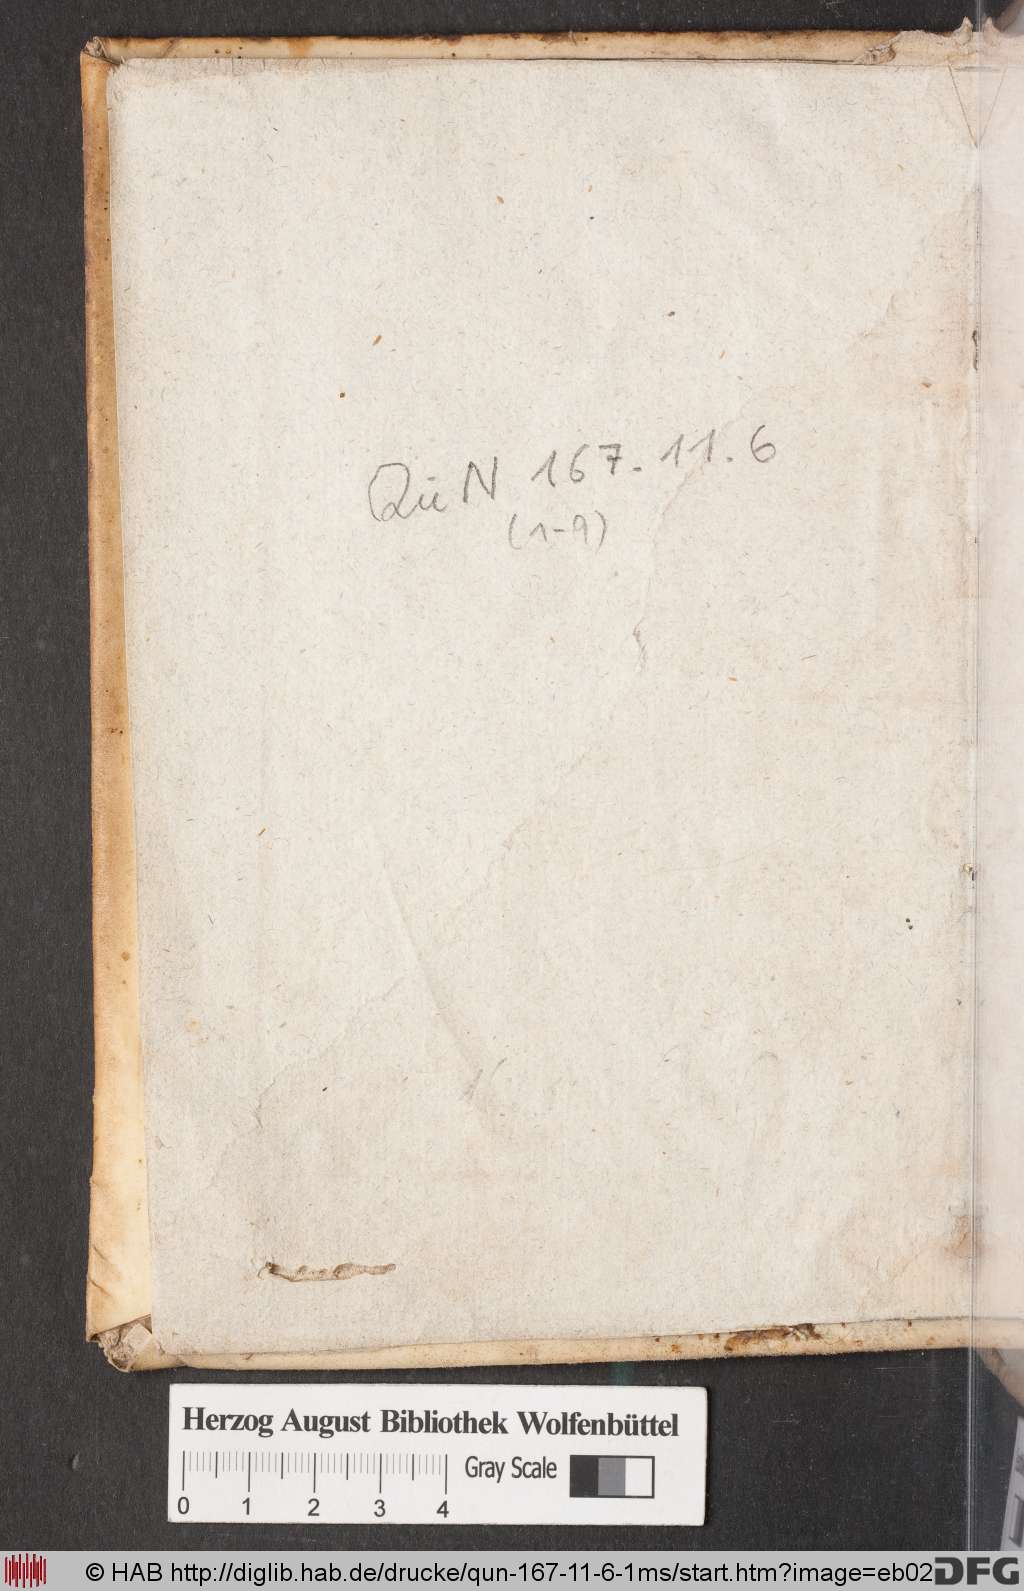 Qu N 167.11.6
(1-9)
Herzog August Bibliothek Wolfenbüttel
Gray Scale
0 1 2 3 4
© HAB http://diglib.hab.de/drucke/qun-167-11-6-1ms/start.htm?image=eb02
DFG